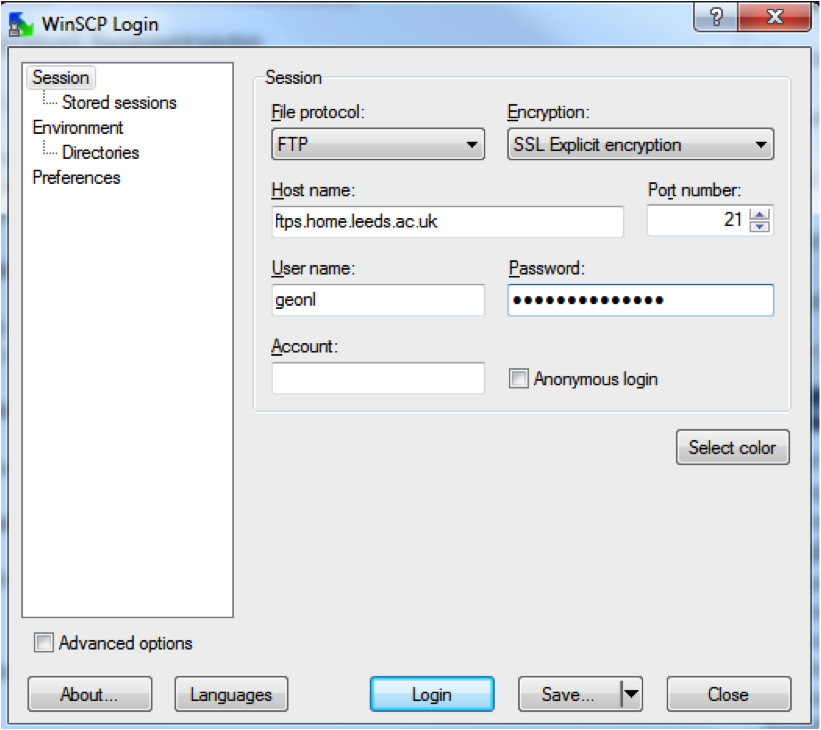 WinSCP Login
?
Session
Stored sessions
Environment
Directories
Preferences
Session
File protocol:
Encryption:
FTP
SSL Explicit encryption
Host name:
Port number:
ftps.home.leeds.ac.uk
21
User name:
Password:
geonl
••••••••••••••
Account:
Anonymous login
Select color
Advanced options
About...
Languages
Login
Save...
Close